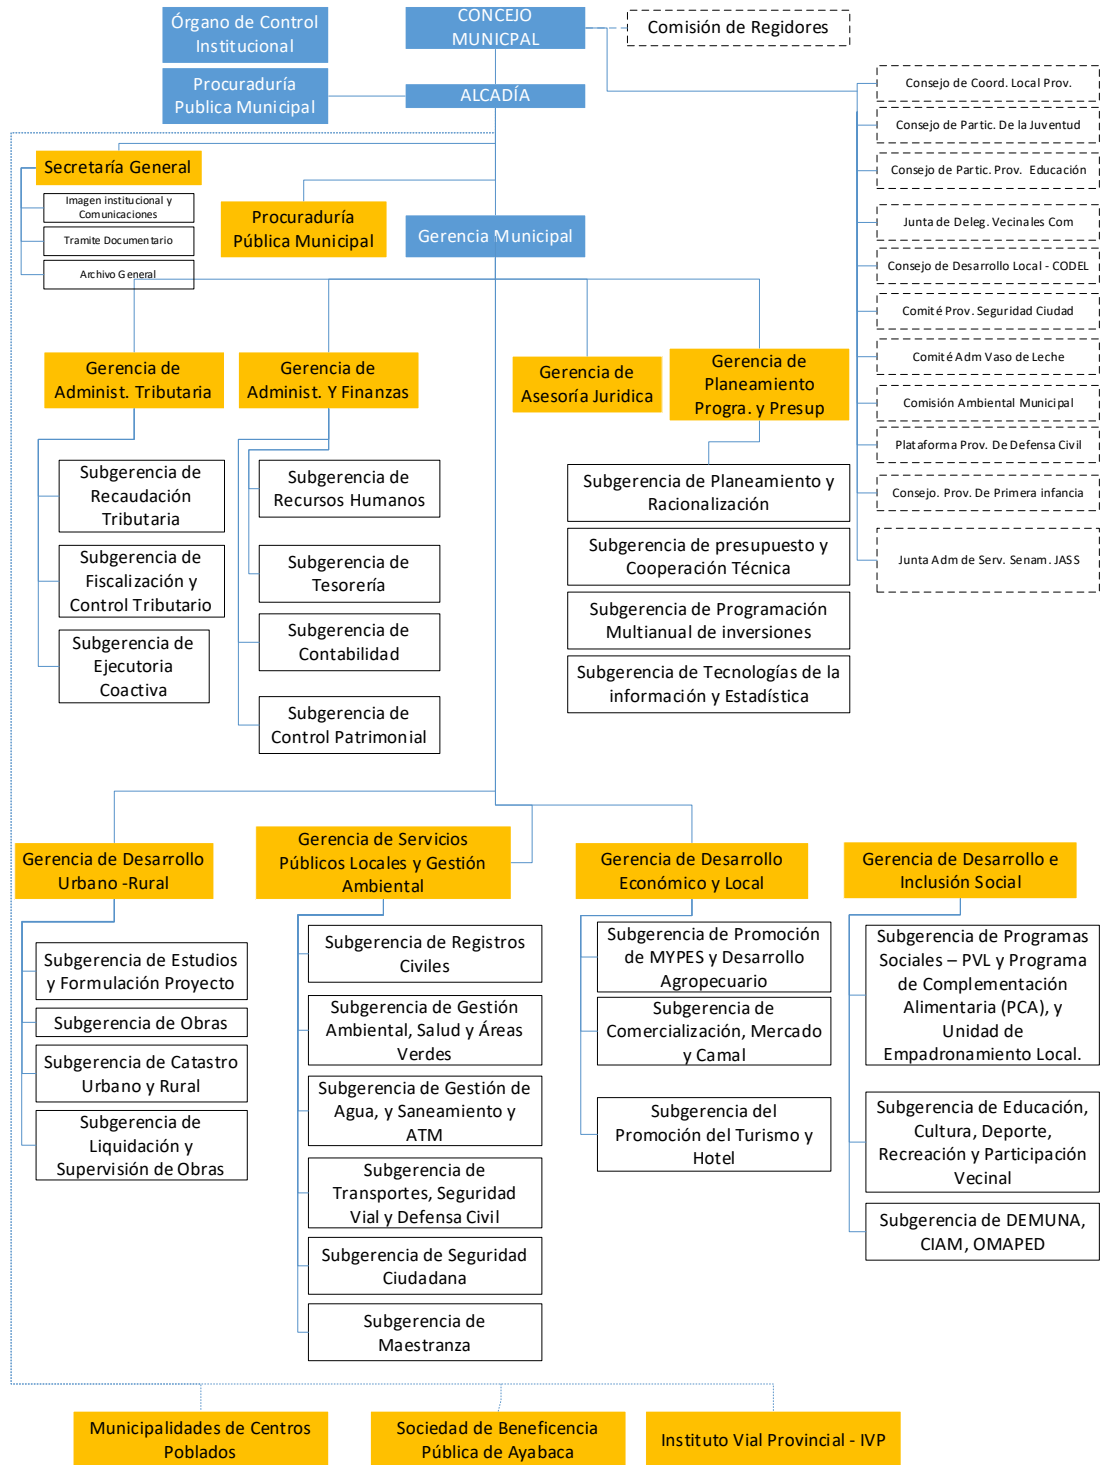 Órgano de Control
Institucional
CONCEJO
MUNICPAL
Comisión de Regidores
Procuraduría
Publica Municipal
ALCADÍA
Consejo de Coord. Local Prov.
Consejo de Partic. De la Juventud
Consejo de Partic. Prov. Educación
Junta de Deleg. Vecinales Com
Consejo de Desarrollo Local - CODEL
Comité Prov. Seguridad Ciudad
Comité Adm Vaso de Leche
Comisión Ambiental Municipal
Plataforma Prov. De Defensa Civil
Consejo. Prov. De Primera infancia
Junta Adm de Serv. Senam. JASS
Secretaría General
Imagen institucional y
Comunicaciones
Tramite Documentario
Archivo General
Procuraduría
Pública Municipal
Gerencia Municipal
Gerencia de
Administ. Tributaria
Subgerencia de
Recaudación
Tributaria
Subgerencia de
Fiscalización y
Control Tributario
Subgerencia de
Ejecutoria
Coactiva
Gerencia de
Administ. Y Finanzas
Subgerencia de
Recursos Humanos
Subgerencia de
Tesorería
Subgerencia de
Contabilidad
Subgerencia de
Control Patrimonial
Gerencia de
Asesoría Juridica
Gerencia de
Planeamiento
Progra. y Presup
Subgerencia de Planeamiento y
Racionalización
Subgerencia de presupuesto y
Cooperación Técnica
Subgerencia de Programación
Multianual de inversiones
Subgerencia de Tecnologías de la
información y Estadística
Gerencia de Desarrollo
Urbano -Rural
Subgerencia de Estudios
y Formulación Proyecto
Subgerencia de Obras
Subgerencia de Catastro
Urbano y Rural
Subgerencia de
Liquidación y
Supervisión de Obras
Gerencia de Servicios
Públicos Locales y Gestión
Ambiental
Subgerencia de Registros
Civiles
Subgerencia de Gestión
Ambiental, Salud y Áreas
Verdes
Subgerencia de Gestión de
Agua, y Saneamiento y
ATM
Subgerencia de
Transportes, Seguridad
Vial y Defensa Civil
Subgerencia de Seguridad
Ciudadana
Subgerencia de
Maestranza
Gerencia de Desarrollo
Económico y Local
Subgerencia de Promoción
de MYPES y Desarrollo
Agropecuario
Subgerencia de
Comercialización, Mercado
y Camal
Subgerencia del
Promoción del Turismo y
Hotel
Gerencia de Desarrollo e
Inclusión Social
Subgerencia de Programas
Sociales – PVL y Programa
de Complementación
Alimentaria (PCA), y
Unidad de
Empadronamiento Local.
Subgerencia de Educación,
Cultura, Deporte,
Recreación y Participación
Vecinal
Subgerencia de DEMUNA,
CIAM, OMAPED
Municipalidades de Centros
Poblados
Sociedad de Beneficencia
Pública de Ayabaca
Instituto Vial Provincial - IVP